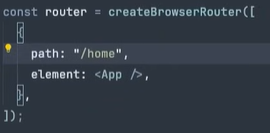 const router = createBrowserRouter([
  {
    path: "/home",
    element: <App />,
  },
]);